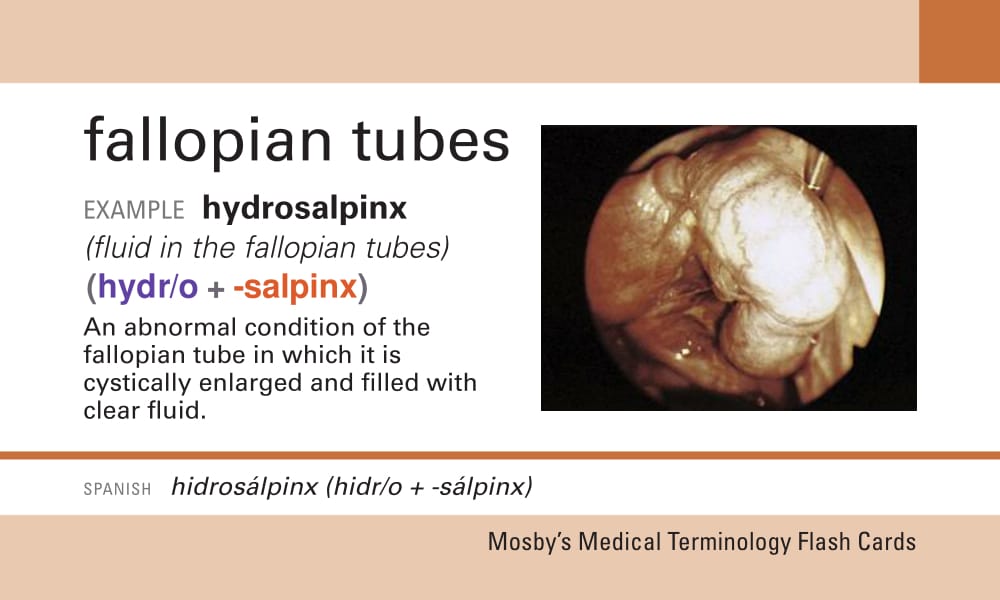 fallopian tubes
EXAMPLE hydrosalpinx
(fluid in the fallopian tubes)
(hydr/o + -salpinx)
An abnormal condition of the
fallopian tube in which it is
cystically enlarged and filled with
clear fluid.
SPANISH hidrosálpinx (hidr/o + -sálpinx)
Mosby’s Medical Terminology Flash Cards